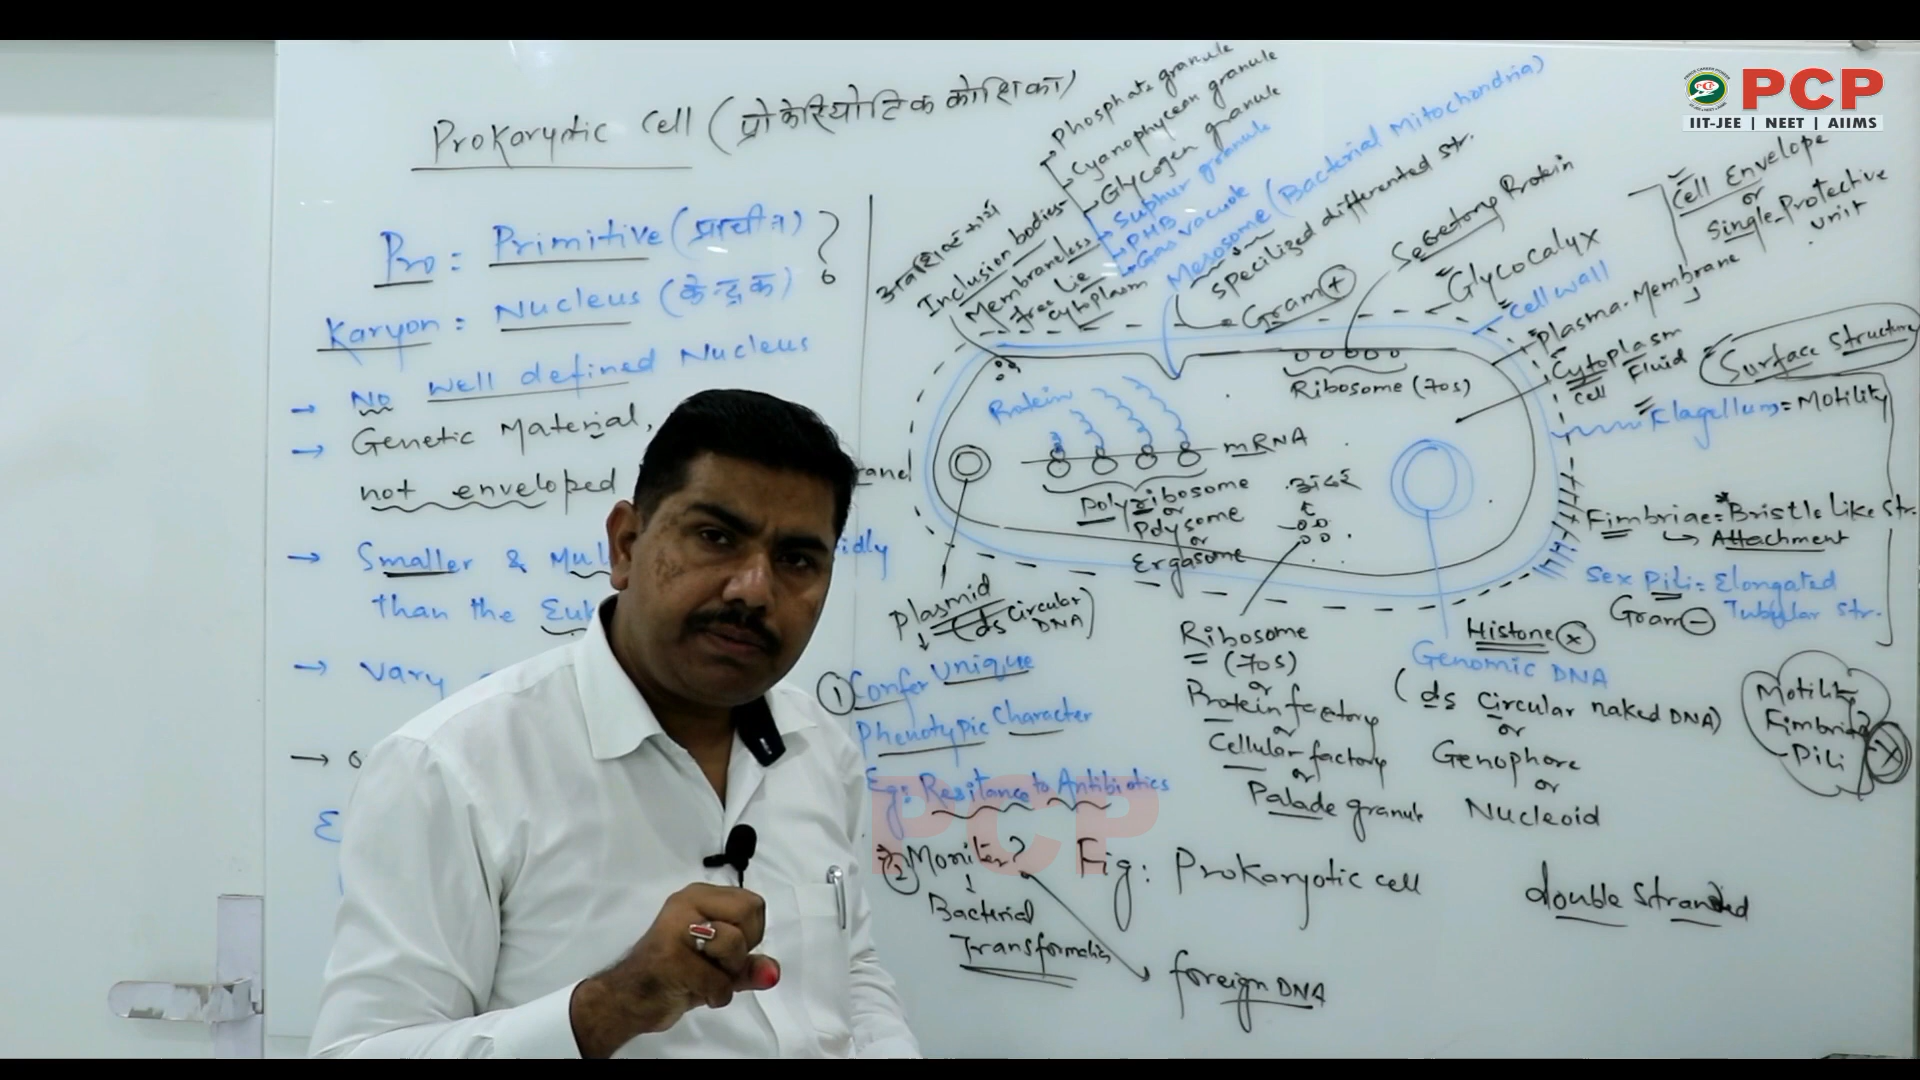 PCP
IIT-JEE | NEET | AIIMS
Prokaryotic Cell (प्रोकेरियोटिक कोशिका)
Pro = Primitive (प्राचीन)
Karyon = Nucleus (केन्द्रक) ?
→ No well defined Nucleus
→ Genetic Material,
not enveloped
→ Smaller &
than the
→ Vary
→
Phosphate granule
Cyanophycean granule
Glycogen granule
Sulphur granule
PHB
Gas vacuole
Inclusion bodies
Membraneless
free Lie
cytoplasm
Mesosome (Bacterial Mitochondria)
Specilized differented str.
Gram +
Secetory Protein
Glycocalyx
Cell wall
Plasma Membrane
Cell Envelope
or
Single Protective
unit
Cytoplasm
Cell Fluid
Surface Structure
Flagellum = Motility
Fimbriae = Bristle Like Str.
→ Attachment
Sex Pili = Elongated
Tubular Str.
Gram −
Ribosome (70s)
Protein
mRNA
Polyribosome
or
Polysome
or
Ergasome
Plasmid
(ds Circular
DNA)
① Confer Unique
Phenotypic Character
Eg: Resitance to Antibiotics
② Moniter?
Bacterial
Transformation
foreign DNA
Ribosome
(70s)
or
Protein factory
or
Cellular factory
or
Palade granule
Histone ×
Genomic DNA
(ds Circular naked DNA)
or
Genophore
or
Nucleoid
Motility
Fimbriae?
Pili ×
Fig: Prokaryotic cell
double Stranded
PCP